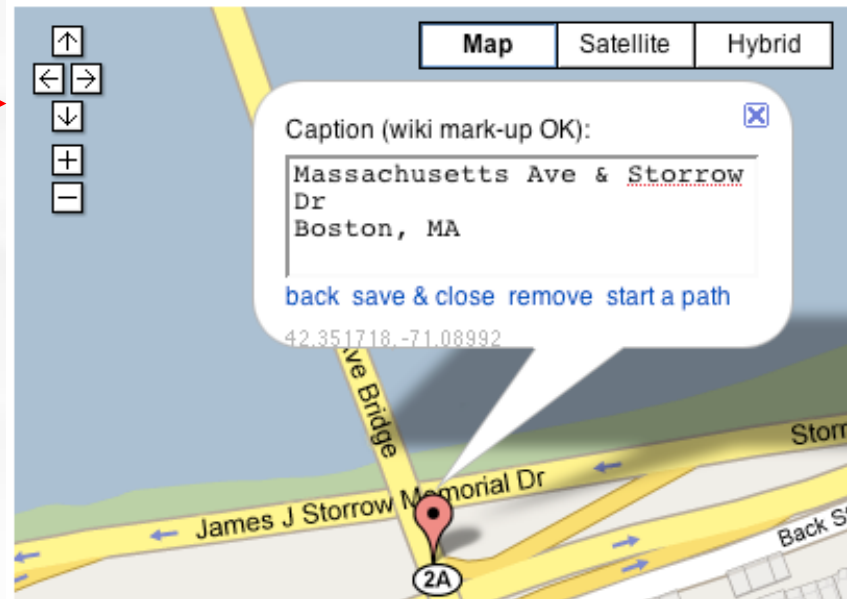 Map Satellite Hybrid
Caption (wiki mark-up OK):
Massachusetts Ave & Storrow
Dr
Boston, MA
back save & close remove start a path
42.351718,-71.08992
Ave Bridge
Storr
James J Storrow Memorial Dr
Back S
2A